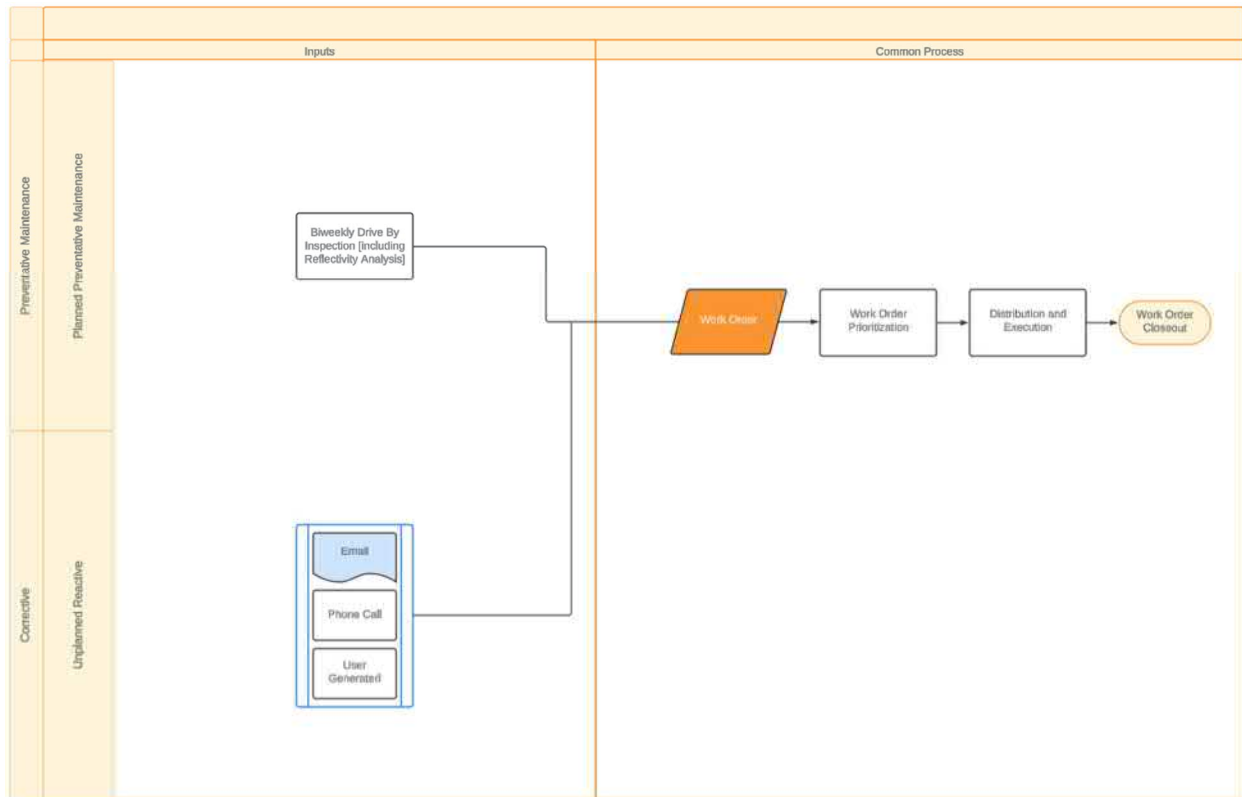 Inputs
Common Process
Preventative Maintenance
Planned Preventative Maintenance
Biweekly Drive By
Inspection [including
Reflectivity Analysis]
Work Order
Work Order
Prioritization
Distribution and
Execution
Work Order
Closeout
Corrective
Unplanned Reactive
Email
Phone Call
User
Generated